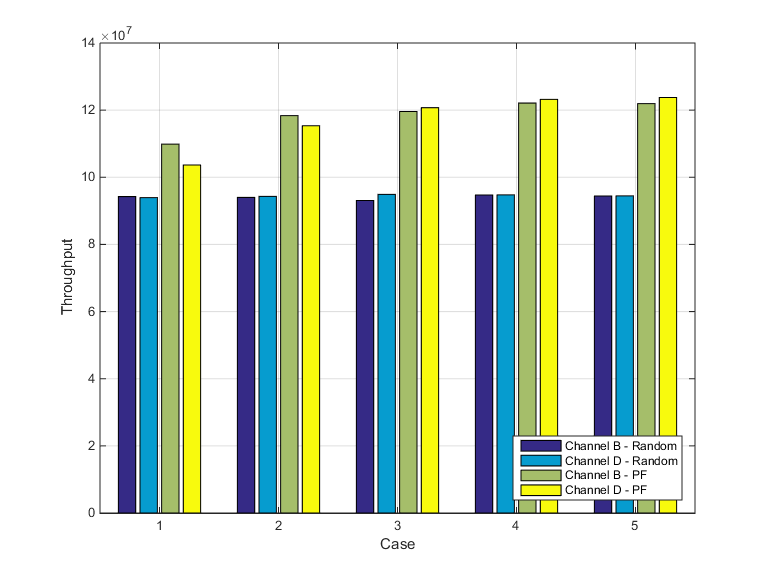 ×10^7
14
12
10
8
6
4
2
0
Throughput
1 2 3 4 5
Case
Channel B - Random
Channel D - Random
Channel B - PF
Channel D - PF